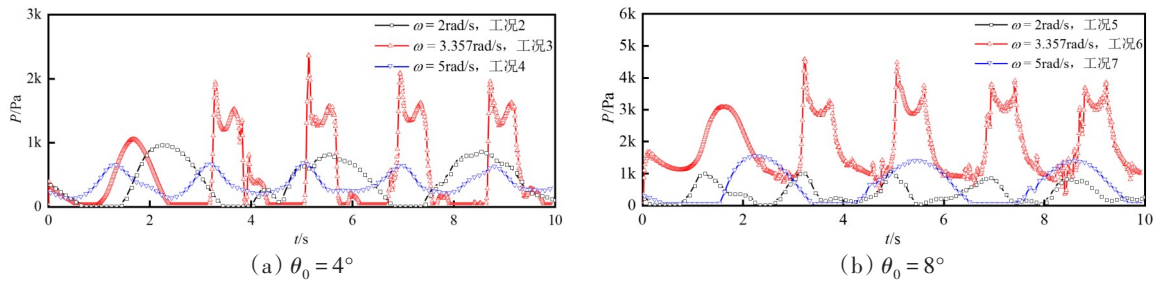 3k
2k
1k
0
P/Pa
ω = 2rad/s, 工况2
ω = 3.357rad/s, 工况3
ω = 5rad/s, 工况4
0 2 4 6 8 10
t/s
(a) θ₀ = 4°
6k
5k
4k
3k
2k
1k
0
P/Pa
ω = 2rad/s, 工况5
ω = 3.357rad/s, 工况6
ω = 5rad/s, 工况7
0 2 4 6 8 10
t/s
(b) θ₀ = 8°